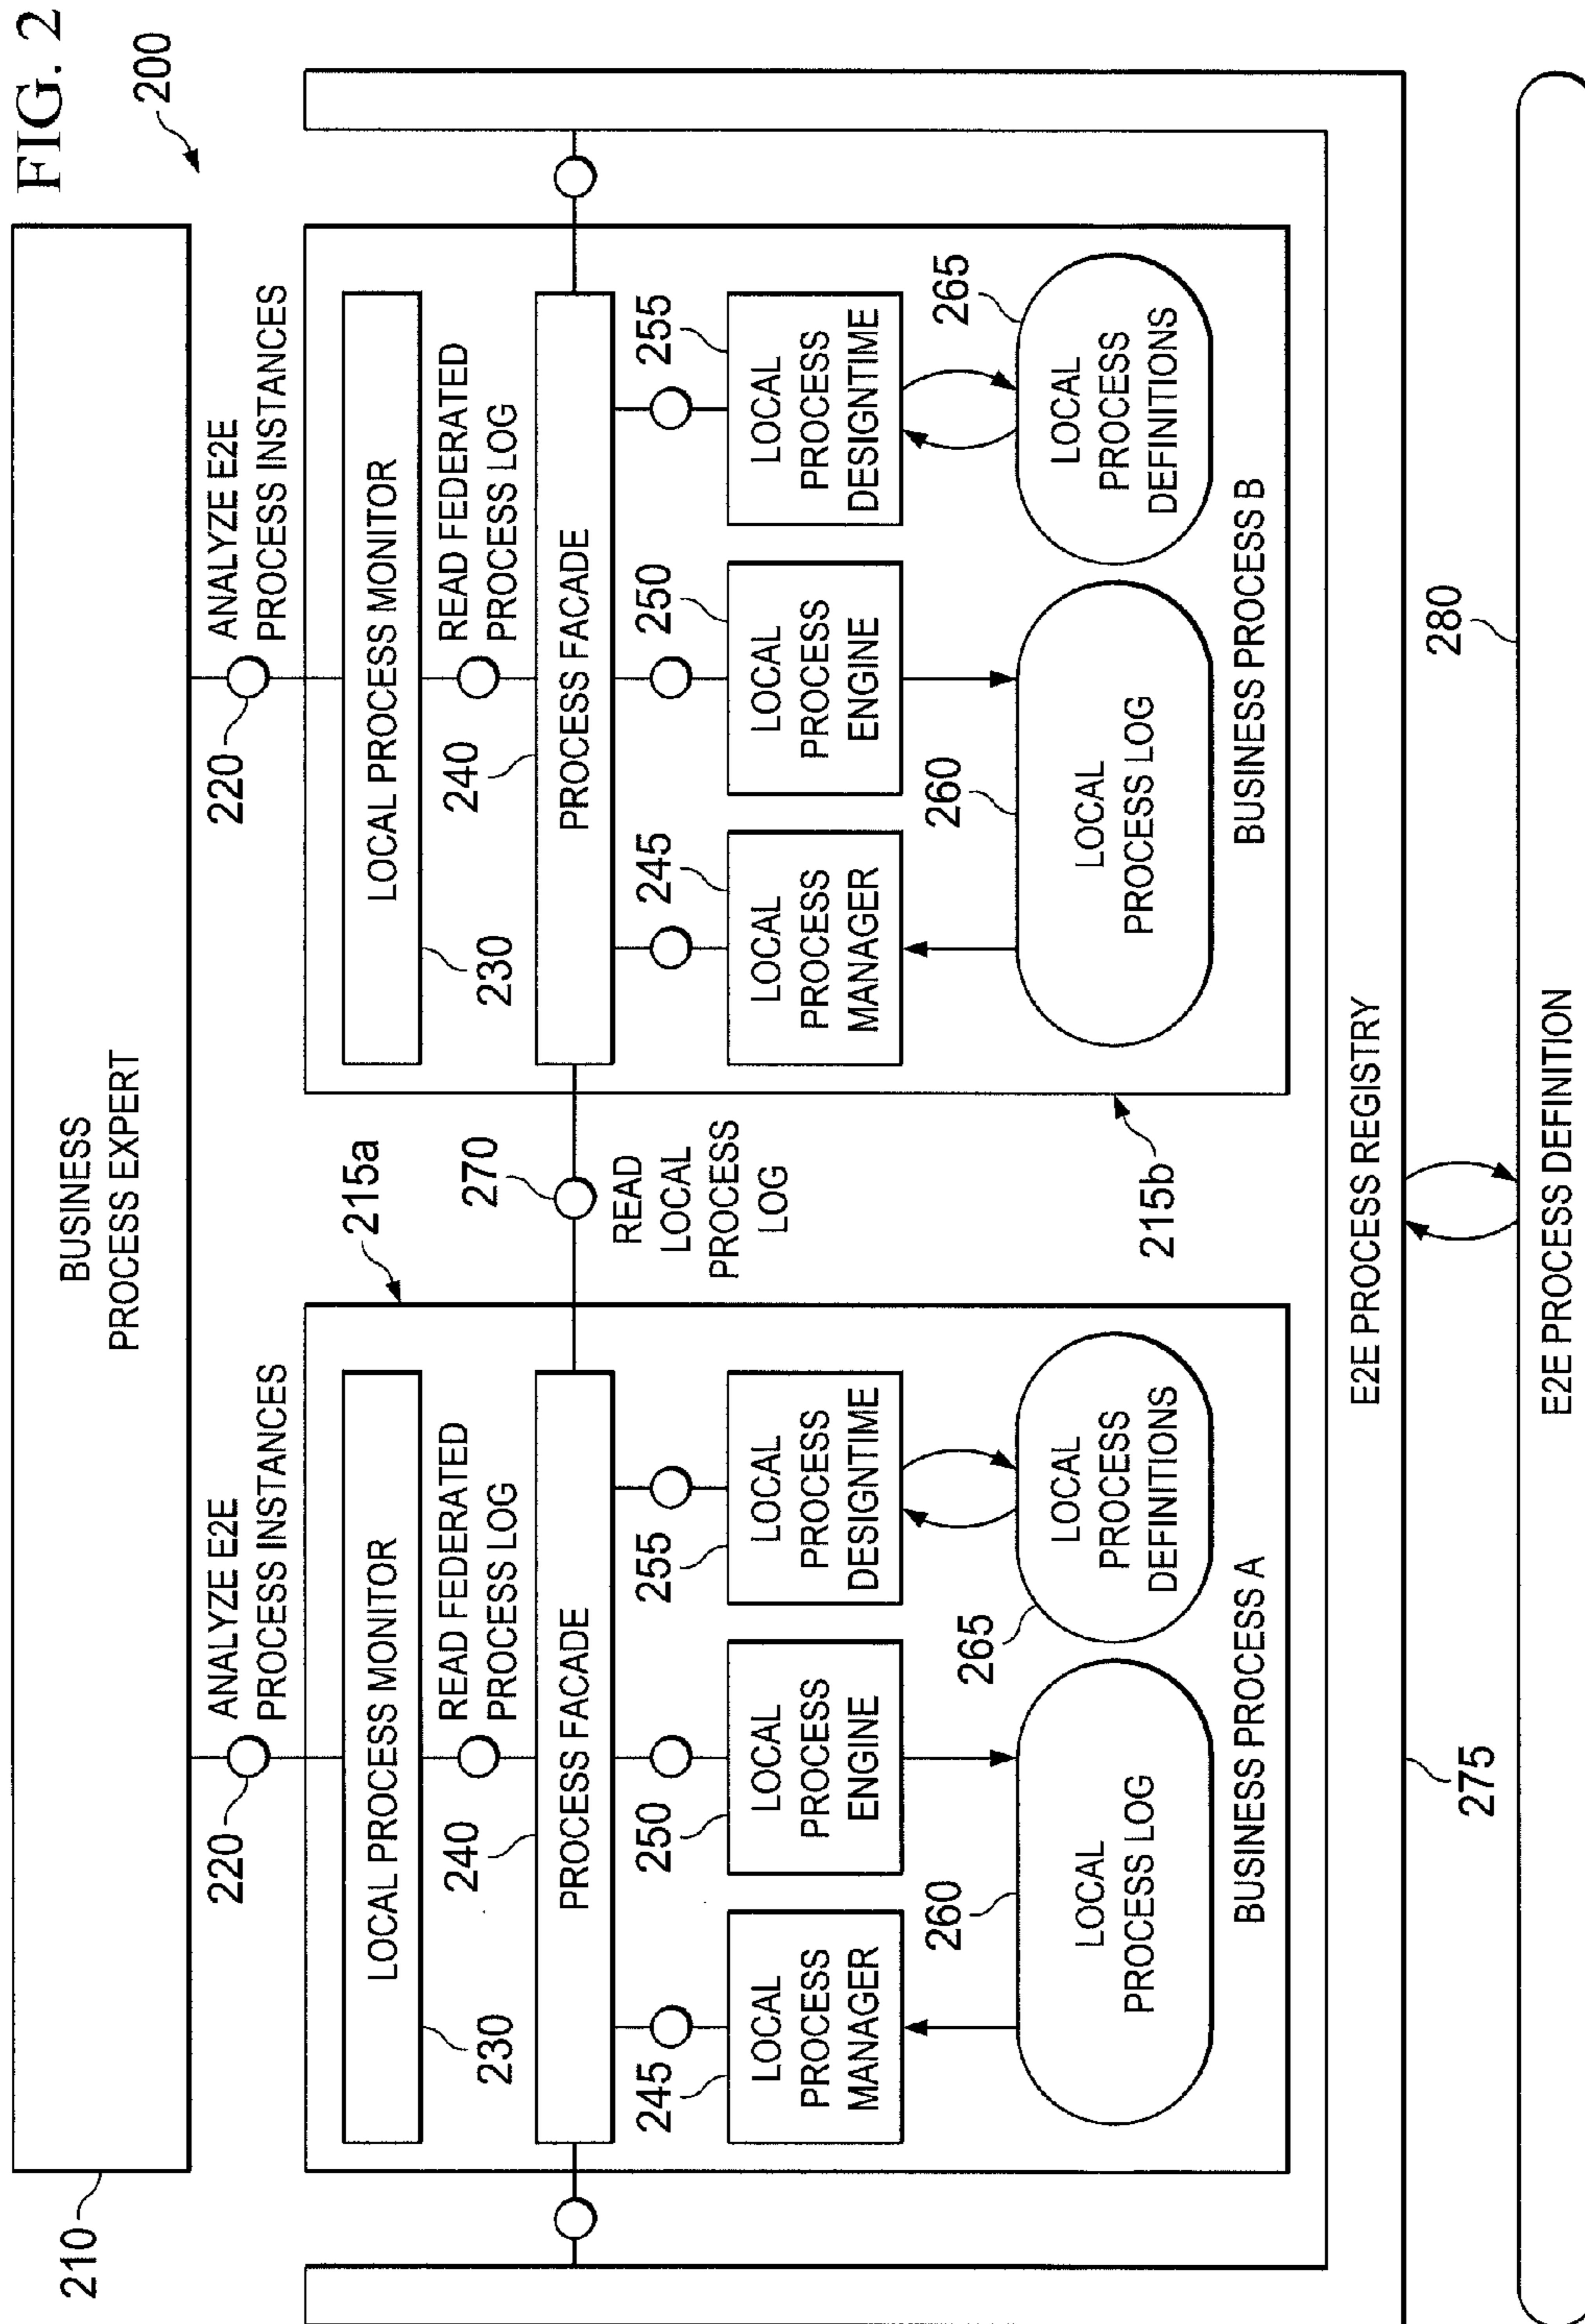 FIG. 2
200
210
BUSINESS
PROCESS EXPERT
220
ANALYZE E2E
PROCESS INSTANCES
220
ANALYZE E2E
PROCESS INSTANCES
215a
LOCAL PROCESS MONITOR
230
240
READ FEDERATED
PROCESS LOG
PROCESS FACADE
245
250
255
LOCAL
PROCESS
MANAGER
LOCAL
PROCESS
ENGINE
LOCAL
PROCESS
DESIGNTIME
260
265
LOCAL
PROCESS LOG
LOCAL
PROCESS
DEFINITIONS
BUSINESS PROCESS A
270
READ
LOCAL
PROCESS
LOG
215b
LOCAL PROCESS MONITOR
230
240
READ FEDERATED
PROCESS LOG
PROCESS FACADE
245
250
255
LOCAL
PROCESS
MANAGER
LOCAL
PROCESS
ENGINE
LOCAL
PROCESS
DESIGNTIME
260
265
LOCAL
PROCESS LOG
LOCAL
PROCESS
DEFINITIONS
BUSINESS PROCESS B
E2E PROCESS REGISTRY
275
280
E2E PROCESS DEFINITION